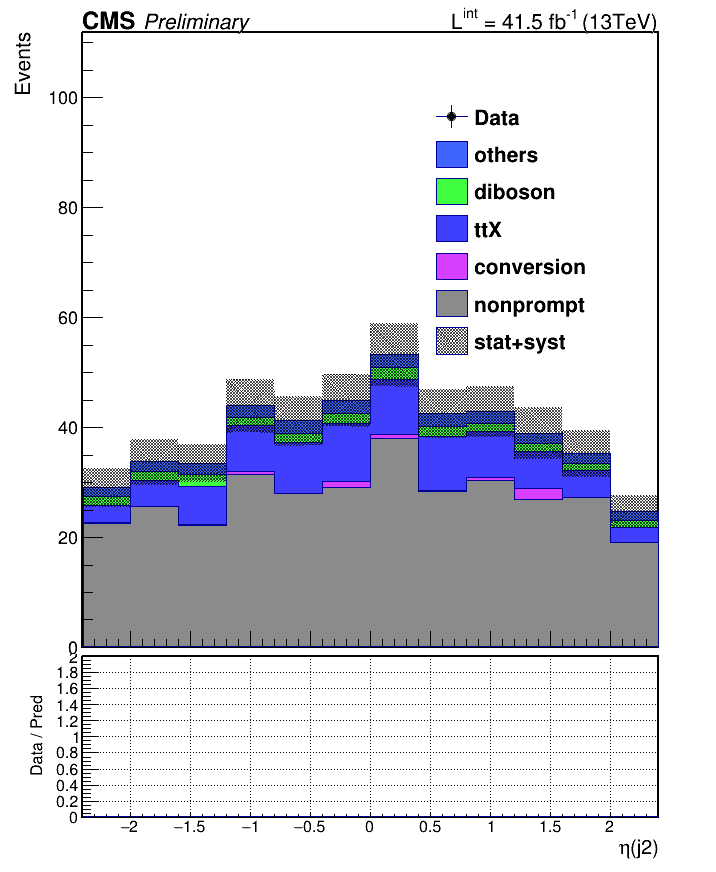 CMS Preliminary L^int = 41.5 fb^-1 (13TeV)
Events
100
80
60
40
20
0
Data
others
diboson
ttX
conversion
nonprompt
stat+syst
Data / Pred
2
1.8
1.6
1.4
1.2
1
0.8
0.6
0.4
0.2
0
−2 −1.5 −1 −0.5 0 0.5 1 1.5 2
η(j2)